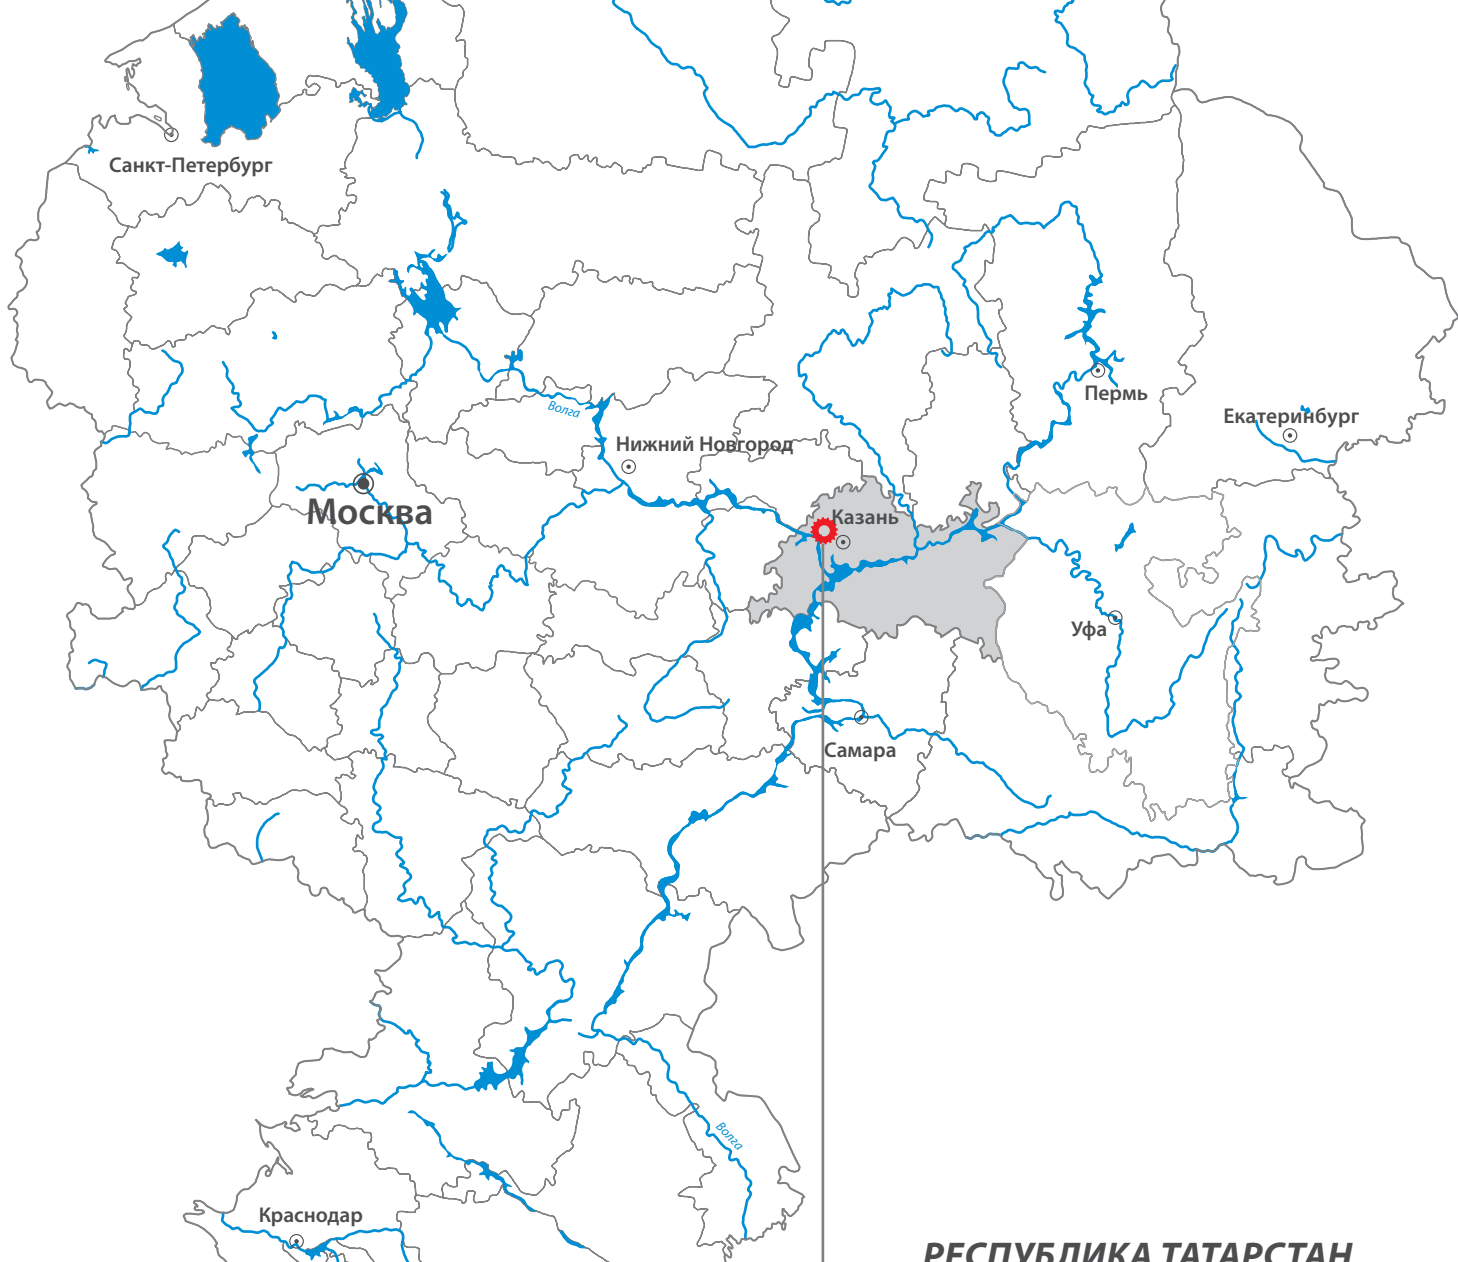 Санкт-Петербург
Пермь
Екатеринбург
Волга
Нижний Новгород
Москва
Казань
Уфа
Самара
Волга
Краснодар
РЕСПУБЛИКА ТАТАРСТАН